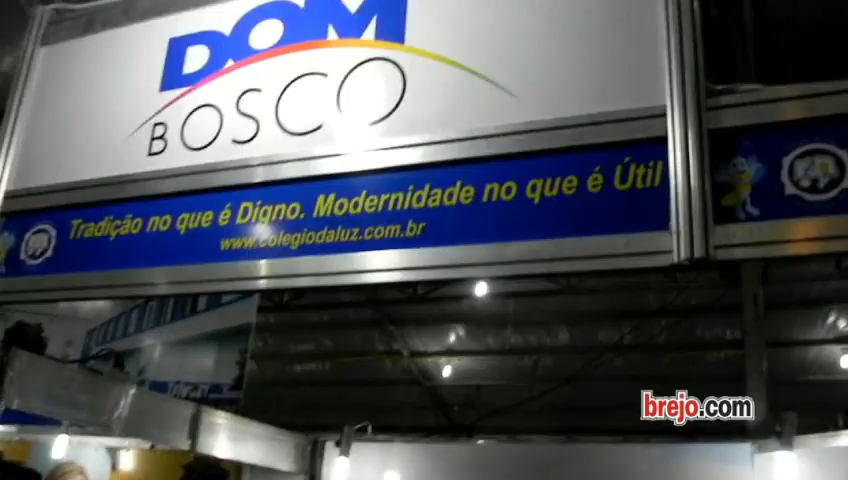 DOM
BOSCO
Tradição no que é Digno. Modernidade no que é Útil
www.colegiodaluz.com.br
brejo.com